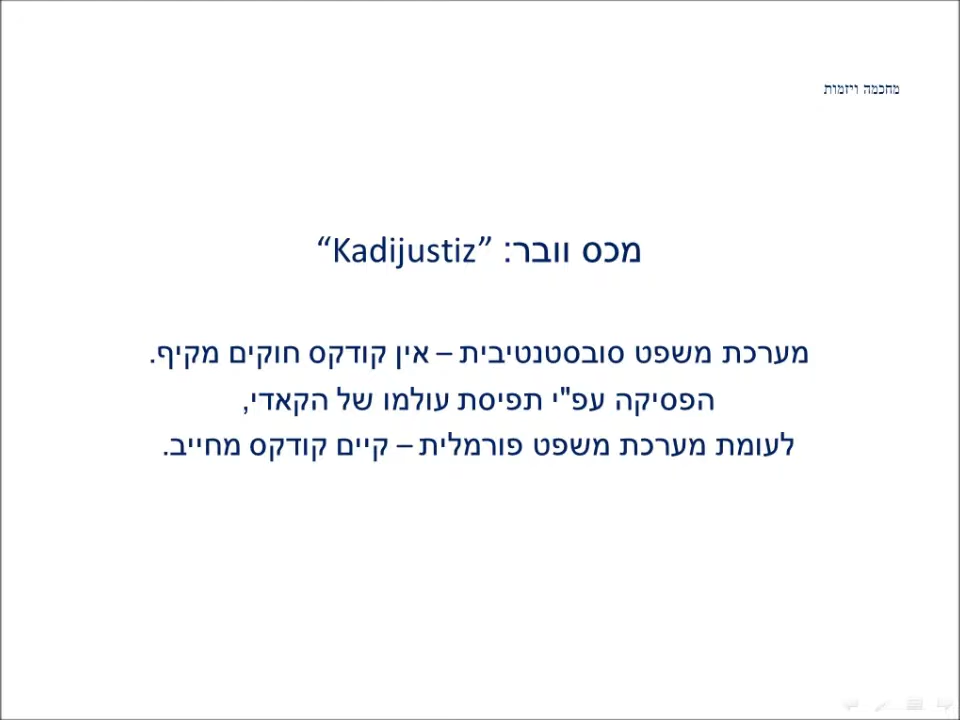 מחכמה ויזמות
מכס וובר: "Kadijustiz“
מערכת משפט סובסטנטיבית – אין קודקס חוקים מקיף.
הפסיקה עפ"י תפיסת עולמו של הקאדי,
לעומת מערכת משפט פורמלית – קיים קודקס מחייב.